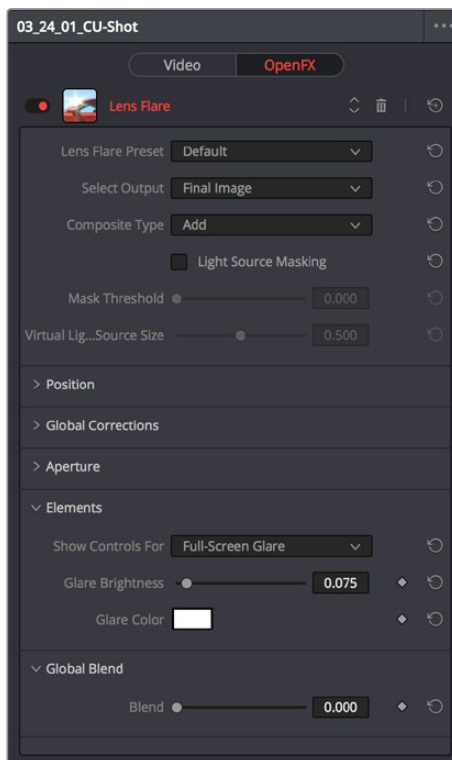 03_24_01_CU-Shot
Video OpenFX
Lens Flare
Lens Flare Preset Default
Select Output Final Image
Composite Type Add
Light Source Masking
Mask Threshold 0.000
Virtual Lig...Source Size 0.500
Position
Global Corrections
Aperture
Elements
Show Controls For Full-Screen Glare
Glare Brightness 0.075
Glare Color
Global Blend
Blend 0.000